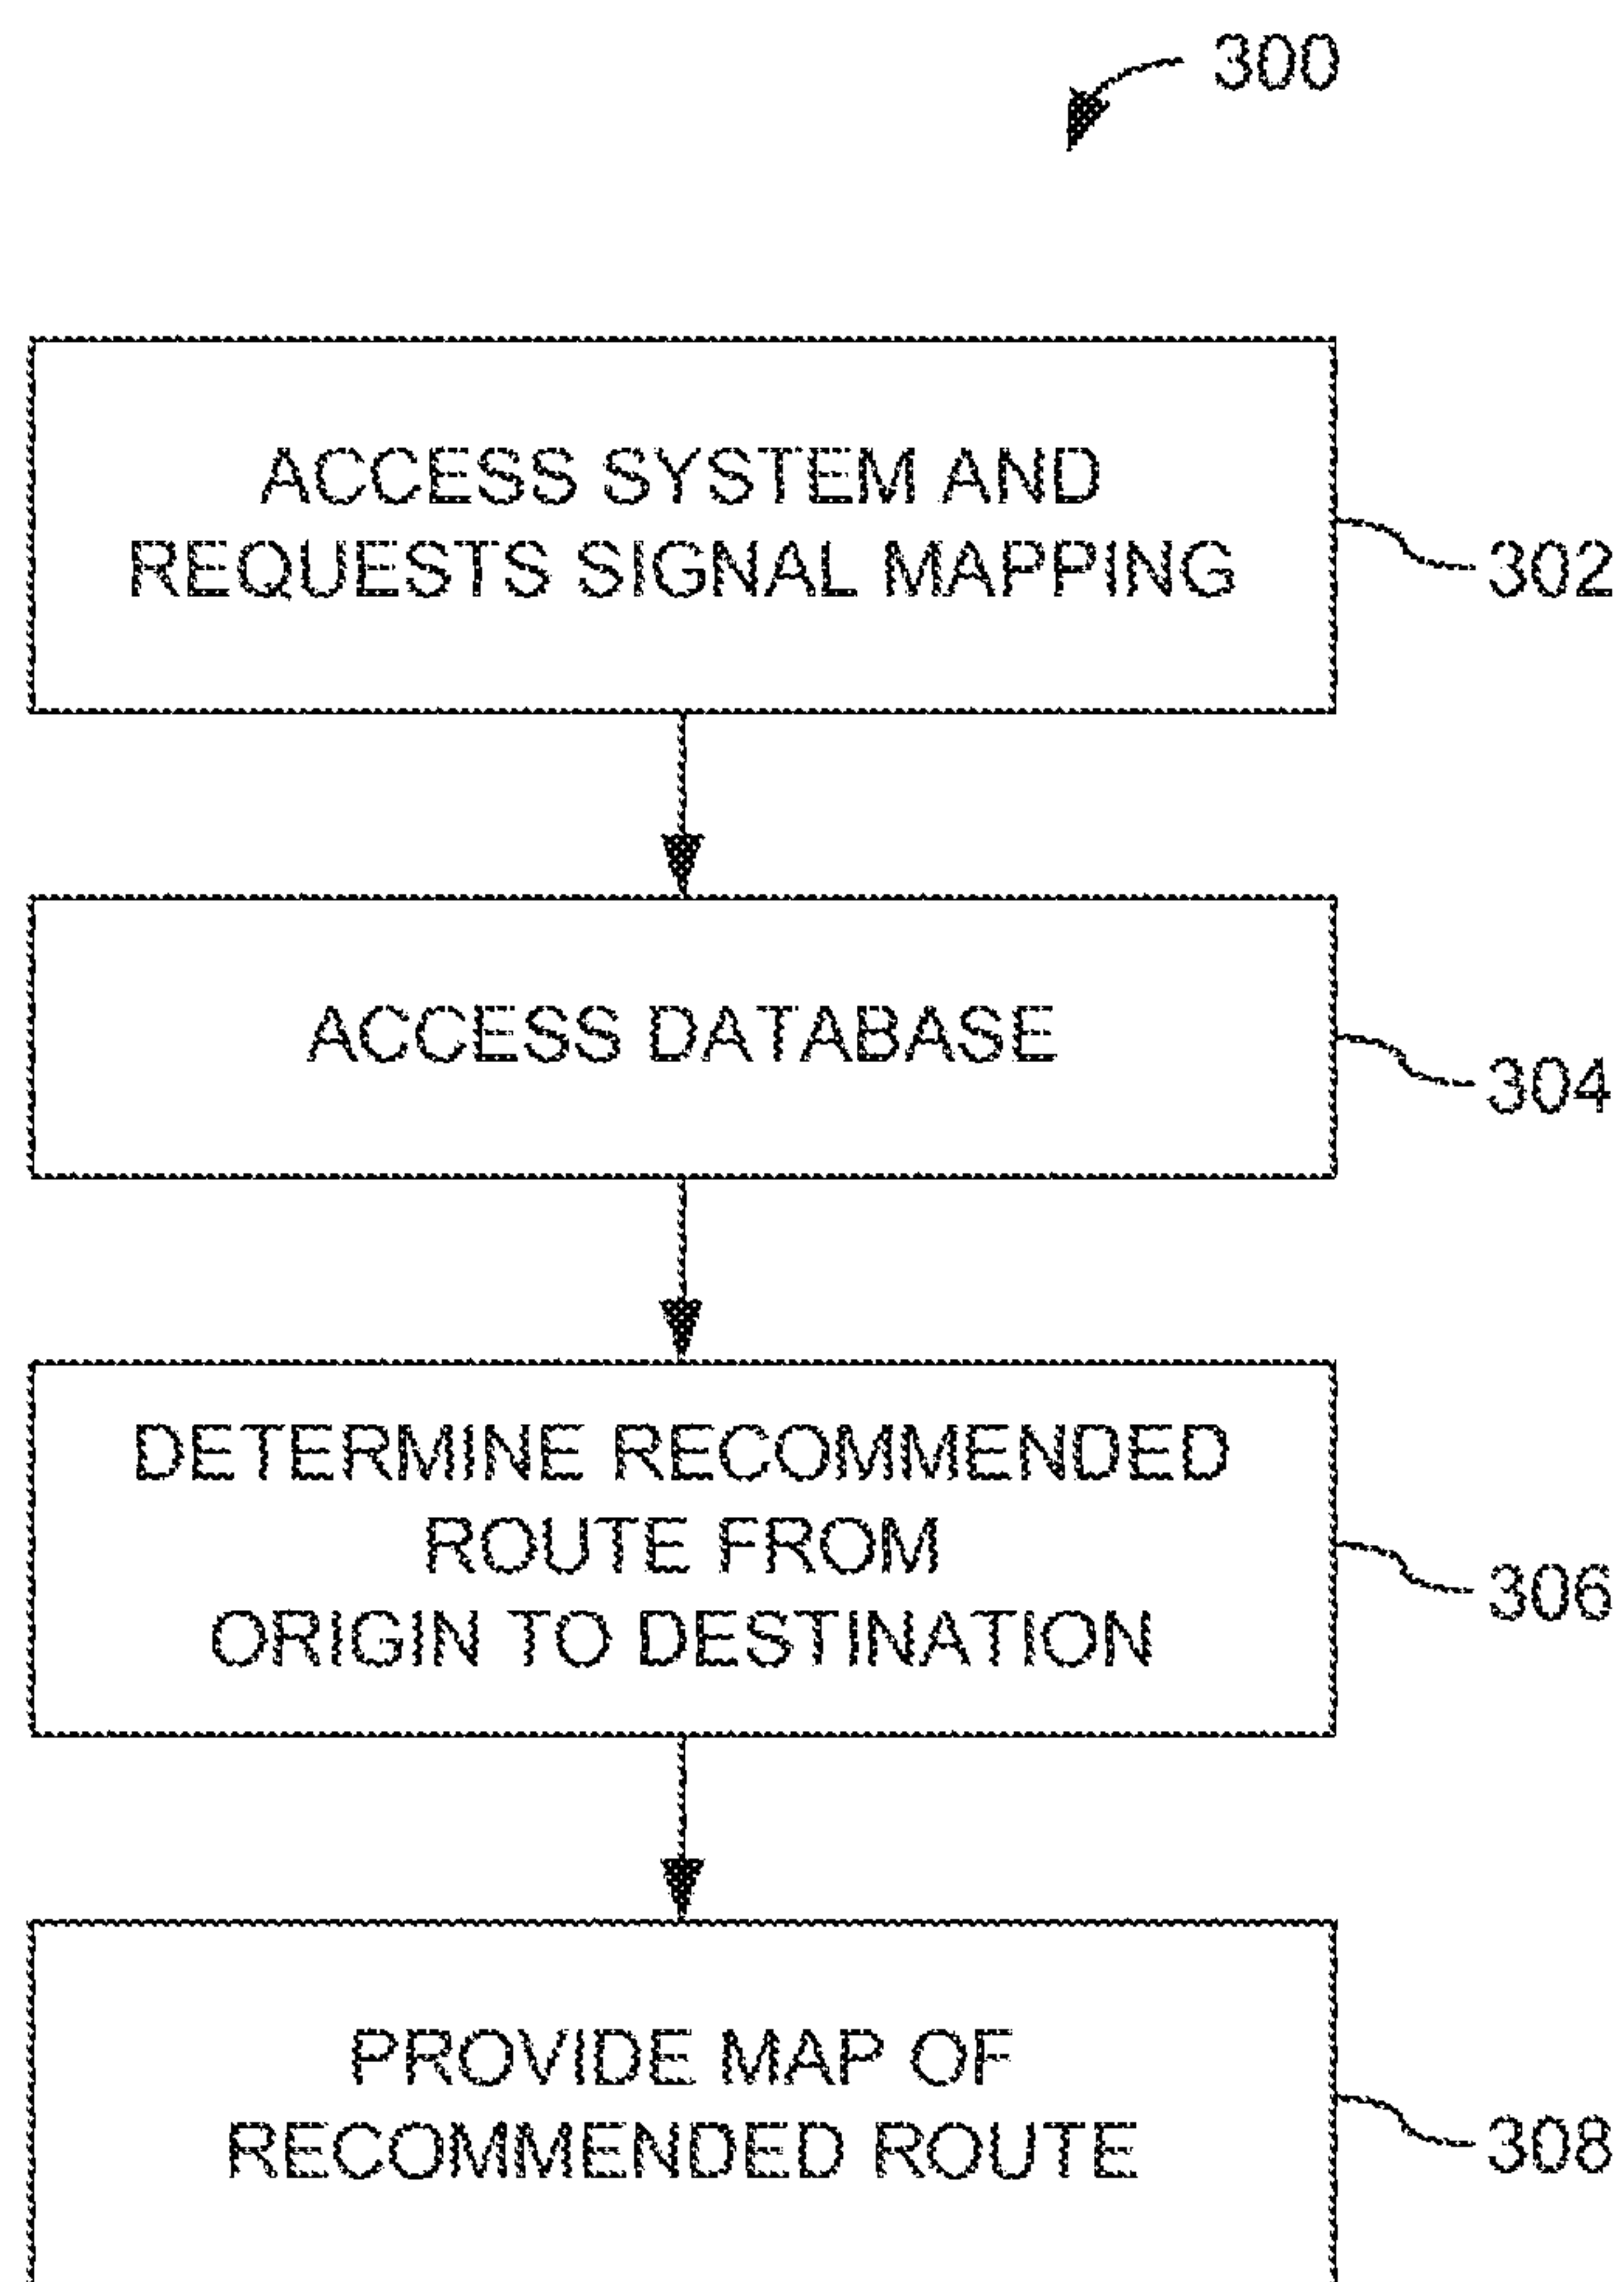 300
ACCESS SYSTEM AND
REQUESTS SIGNAL MAPPING
302
ACCESS DATABASE
304
DETERMINE RECOMMENDED
ROUTE FROM
ORIGIN TO DESTINATION
306
PROVIDE MAP OF
RECOMMENDED ROUTE
308